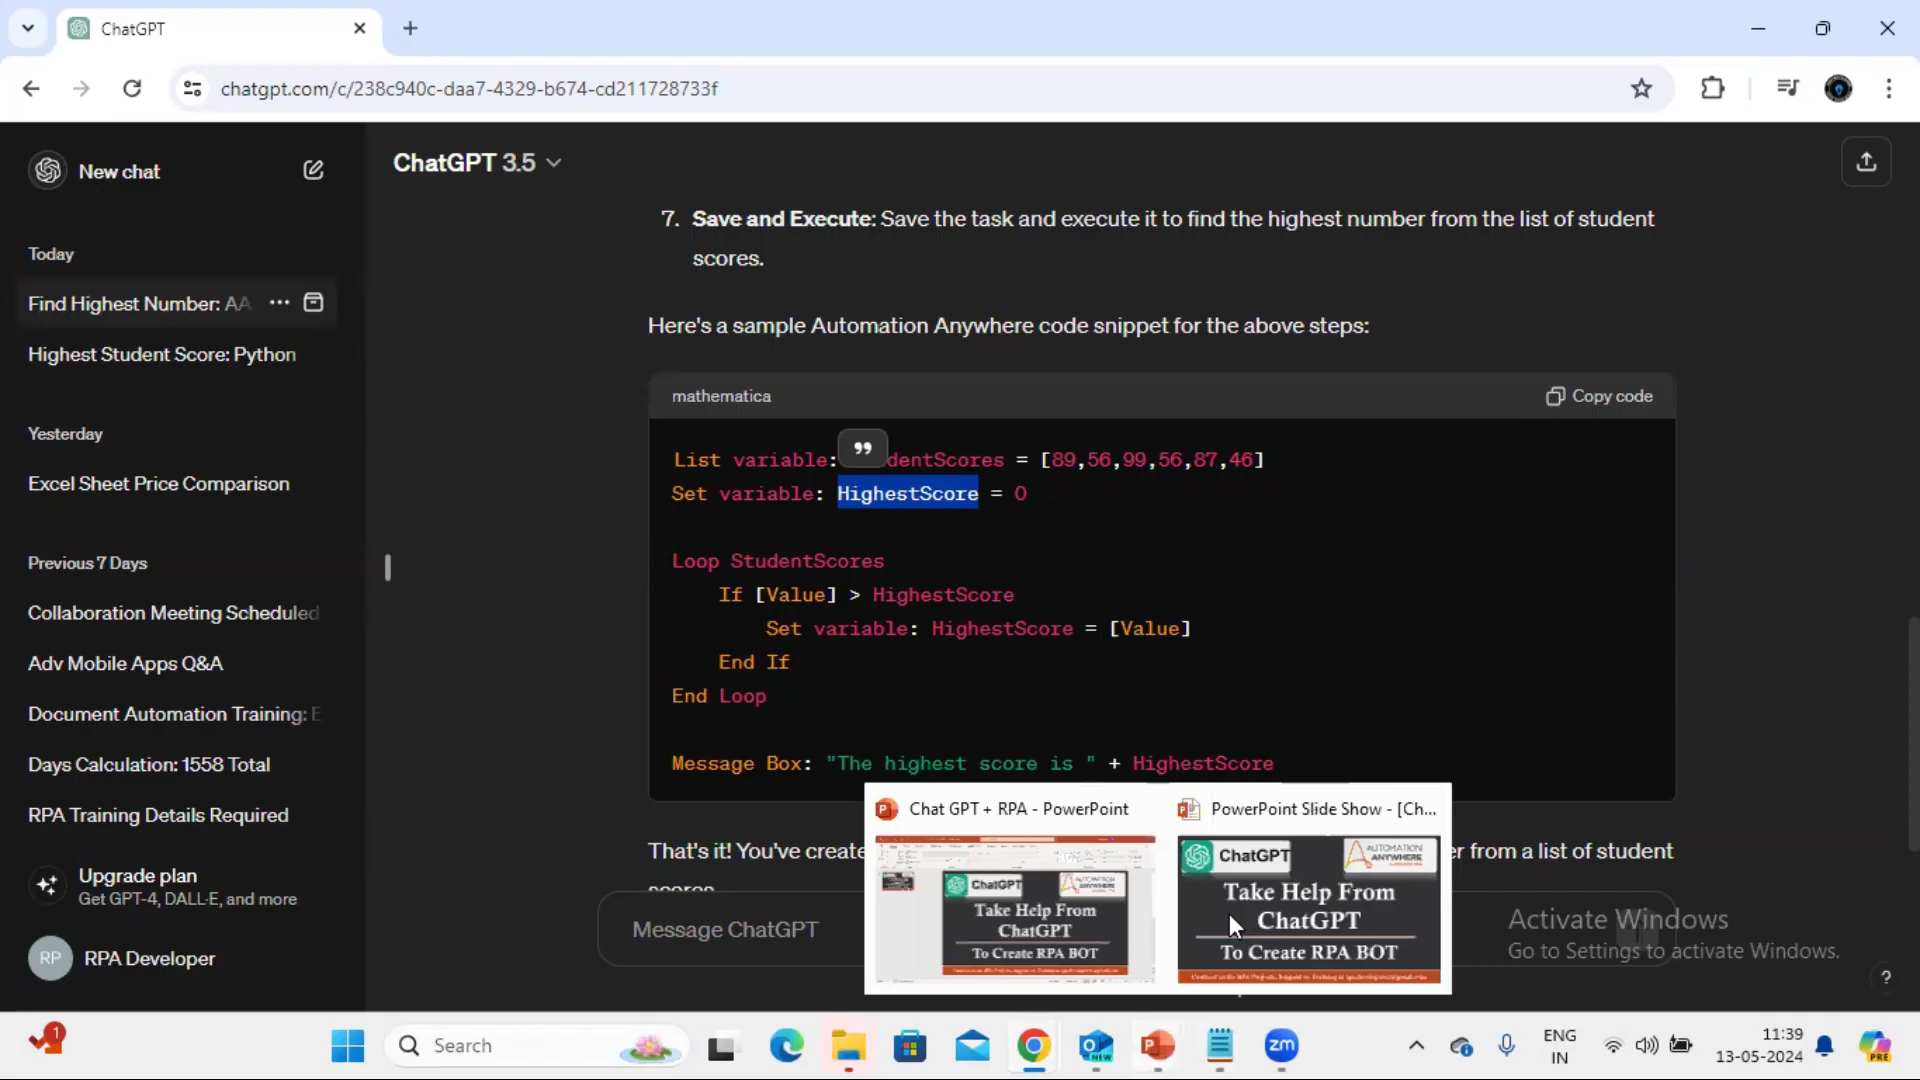 ChatGPT
chatgpt.com/c/238c940c-daa7-4329-b674-cd211728733f
New chat
ChatGPT 3.5
Today
Find Highest Number: AA
Highest Student Score: Python
Yesterday
Excel Sheet Price Comparison
Previous 7 Days
Collaboration Meeting Scheduled
Adv Mobile Apps Q&A
Document Automation Training: E
Days Calculation: 1558 Total
RPA Training Details Required
Upgrade plan
Get GPT-4, DALL·E, and more
RP RPA Developer
7. Save and Execute: Save the task and execute it to find the highest number from the list of student
scores.
Here's a sample Automation Anywhere code snippet for the above steps:
mathematica
Copy code
List variable: dentScores = [89,56,99,56,87,46]
Set variable: HighestScore = 0
Loop StudentScores
If [Value] > HighestScore
Set variable: HighestScore = [Value]
End If
End Loop
Message Box: "The highest score is " + HighestScore
That's it! You've create
r from a list of student
scores
Message ChatGPT
Chat GPT + RPA - PowerPoint
PowerPoint Slide Show - [Ch...
ChatGPT
AUTOMATION
ANYWHERE
Take Help From
ChatGPT
To Create RPA BOT
ChatGPT
AUTOMATION
ANYWHERE
Take Help From
ChatGPT
To Create RPA BOT
Activate Windows
Go to Settings to activate Windows.
?
1
Search
NEW
zm
ENG
IN
11:39
13-05-2024
PRE